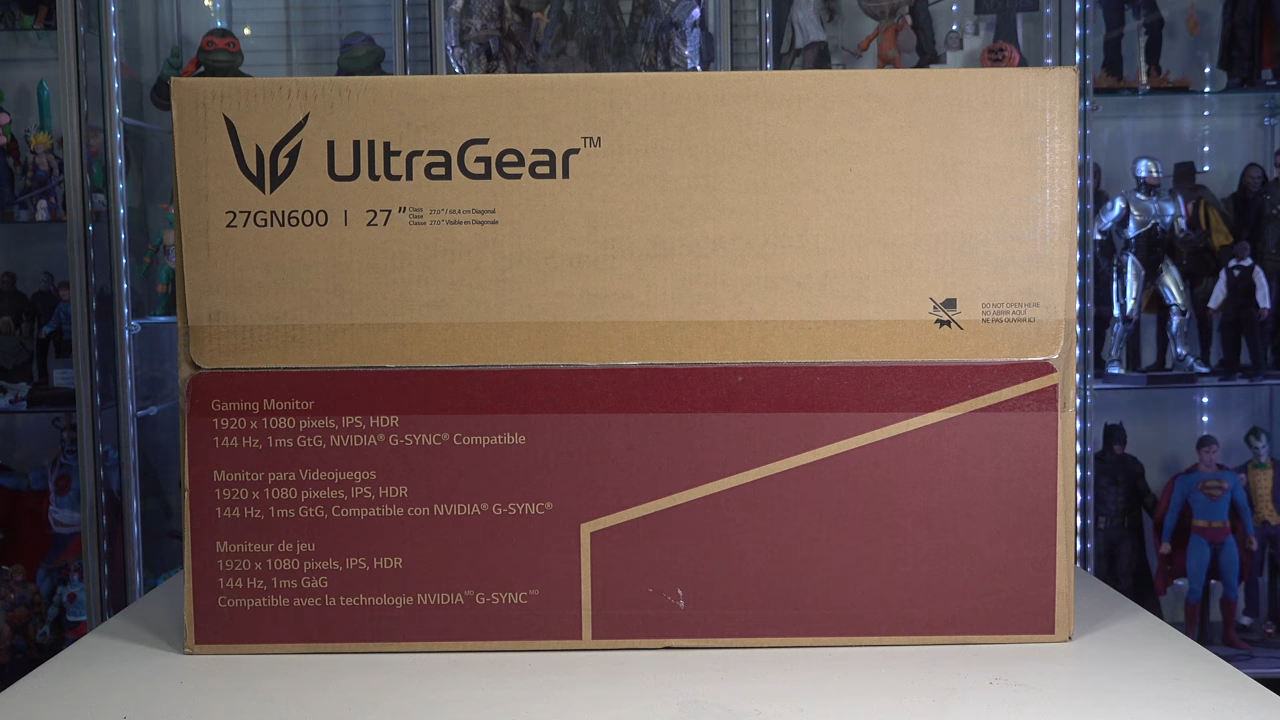 UltraGear™
27GN600 | 27" Class 27.0" / 68,4 cm Diagonal
Clase 27.0" Visible en Diagonale
Classe
DO NOT OPEN HERE
NO ABRIR AQUÍ
NE PAS OUVRIR ICI
Gaming Monitor
1920 x 1080 pixels, IPS, HDR
144 Hz, 1ms GtG, NVIDIA® G-SYNC® Compatible
Monitor para Videojuegos
1920 x 1080 pixeles, IPS, HDR
144 Hz, 1ms GtG, Compatible con NVIDIA® G-SYNC®
Moniteur de jeu
1920 x 1080 pixels, IPS, HDR
144 Hz, 1ms GàG
Compatible avec la technologie NVIDIA MD G-SYNC MD